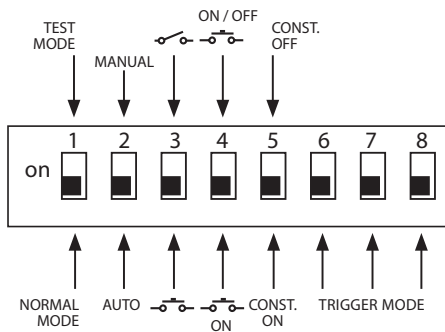 ON / OFF
TEST
MODE
CONST.
OFF
MANUAL
1 2 3 4 5 6 7 8
on
NORMAL
MODE
AUTO
ON
CONST.
ON
TRIGGER MODE